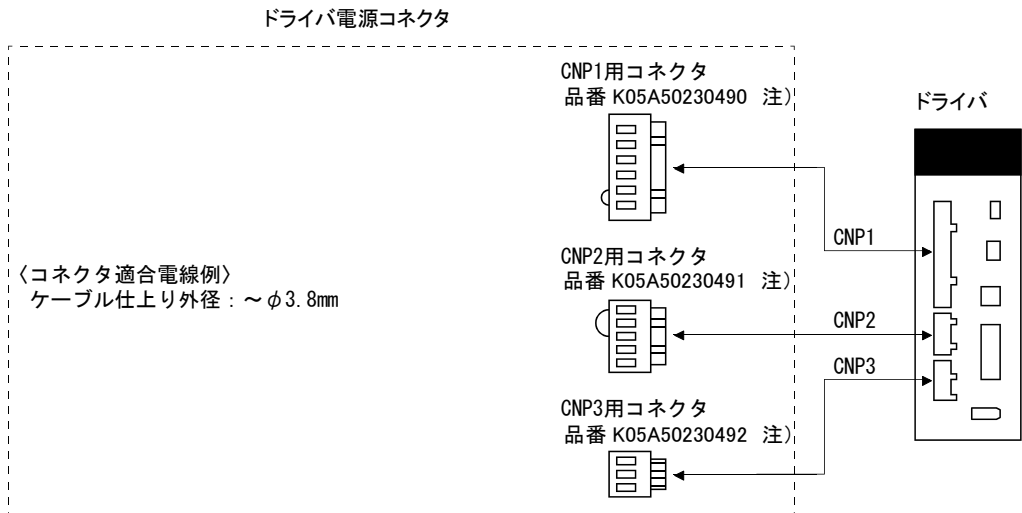 ドライバ電源コネクタ
CNP1用コネクタ
品番 K05A50230490 注)
ドライバ
CNP1
CNP2用コネクタ
品番 K05A50230491 注)
〈コネクタ適合電線例〉
ケーブル仕上り外径：～φ3.8mm
CNP2
CNP3
CNP3用コネクタ
品番 K05A50230492 注)